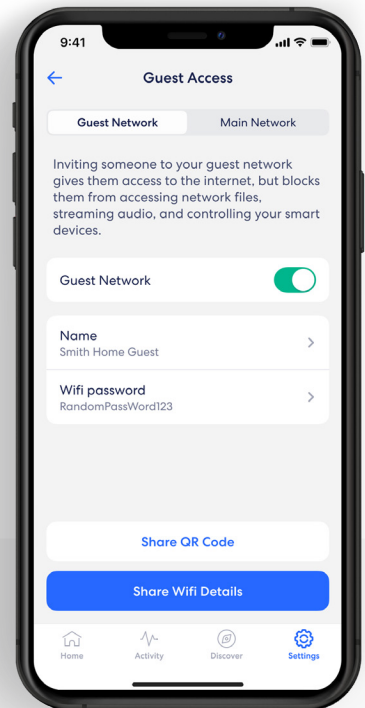 9:41
Guest Access
Guest Network
Main Network
Inviting someone to your guest network
gives them access to the internet, but blocks
them from accessing network files,
streaming audio, and controlling your smart
devices.
Guest Network
Name
Smith Home Guest
Wifi password
RandomPassWord123
Share QR Code
Share Wifi Details
Home
Activity
Discover
Settings